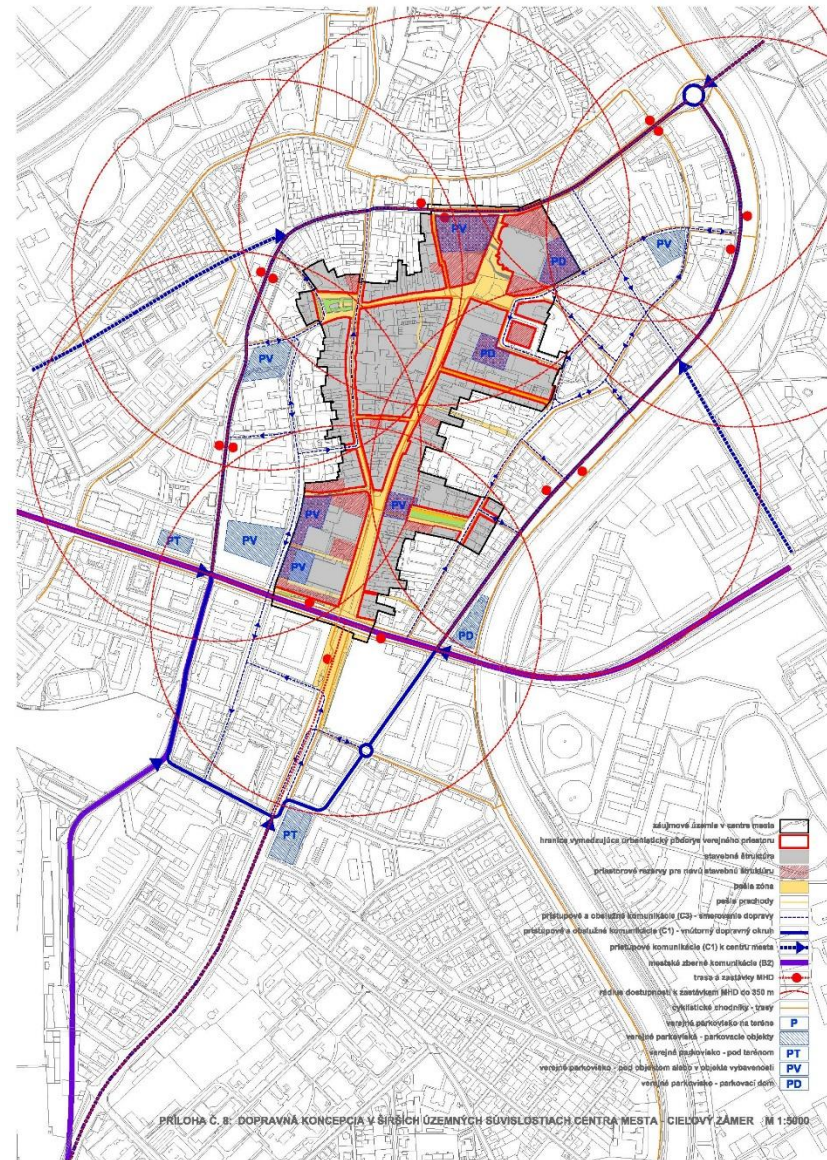 PV
PD
PV
PD
PV
PV
PV
PV
PT
PV
PD
PT
záujmové územie v centre mesta
hranica vymedzujúca urbanistický pôdorys verejného priestoru
stavebná štruktúra
priestorové rezervy pre novú stavebnú štruktúru
pešia zóna
pešie prechody
prístupové a obslužné komunikácie (C3) - smerovanie dopravy
prístupové a obslužné komunikácie (C1) - vnútorný dopravný okruh
prístupové komunikácie (C1) k centru mesta
mestské zberné komunikácie (B2)
trasa a zastávky MHD
rádius dostupnosti k zastávkam MHD do 350 m
cyklistické chodníky - trasy
verejné parkovisko na teréne P
verejné parkoviská - parkovacie objekty
verejné parkovisko - pod terénom PT
verejné parkovisko - pod objektom alebo v objekte vybavenosti PV
verejné parkovisko - parkovací dom PD
PRÍLOHA Č. 8: DOPRAVNÁ KONCEPCIA V ŠIRŠÍCH ÚZEMNÝCH SÚVISLOSTIACH CENTRA MESTA - CIEĽOVÝ ZÁMER M 1:5000